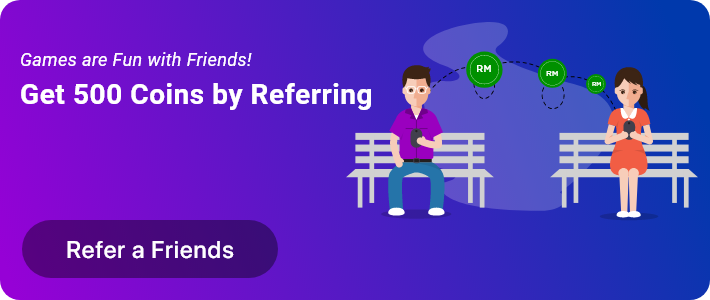 Games are Fun with Friends!
Get 500 Coins by Referring
RM
RM
RM
Refer a Friends